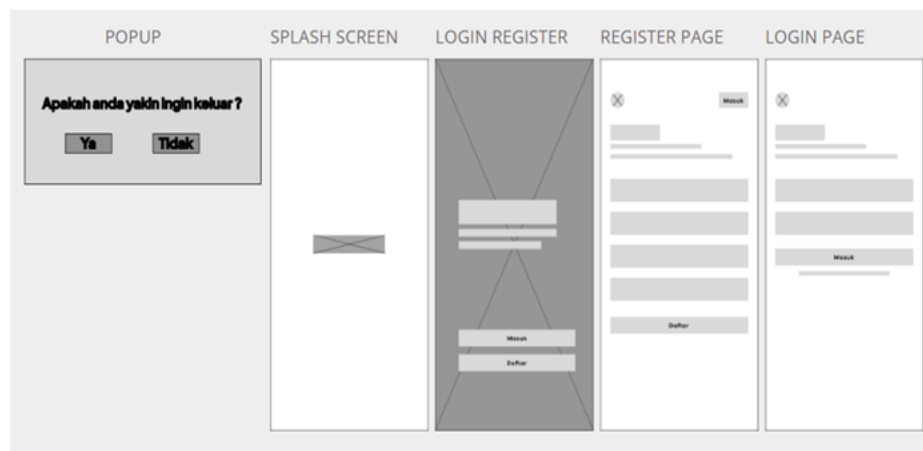 POPUP
SPLASH SCREEN
LOGIN REGISTER
REGISTER PAGE
LOGIN PAGE
Apakah anda yakin ingin keluar ?
Ya
Tidak
Masuk
Daftar
Masuk
Daftar
Masuk